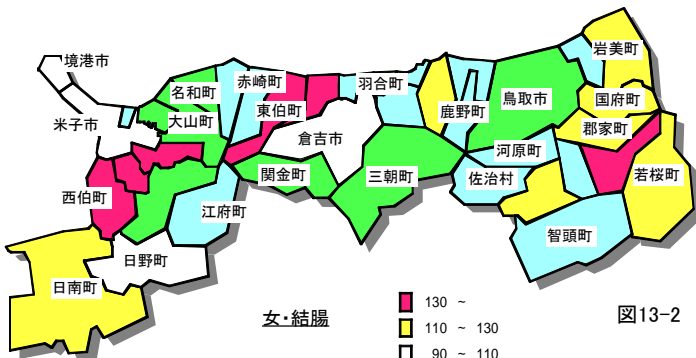 境港市
岩美町
名和町
赤崎町
羽合町
国府町
米子市
大山町
東伯町
鹿野町
鳥取市
郡家町
倉吉市
河原町
西伯町
関金町
三朝町
佐治村
若桜町
江府町
智頭町
日野町
日南町
女・結腸
130 ~
110 ~ 130
90 ~ 110
図13-2